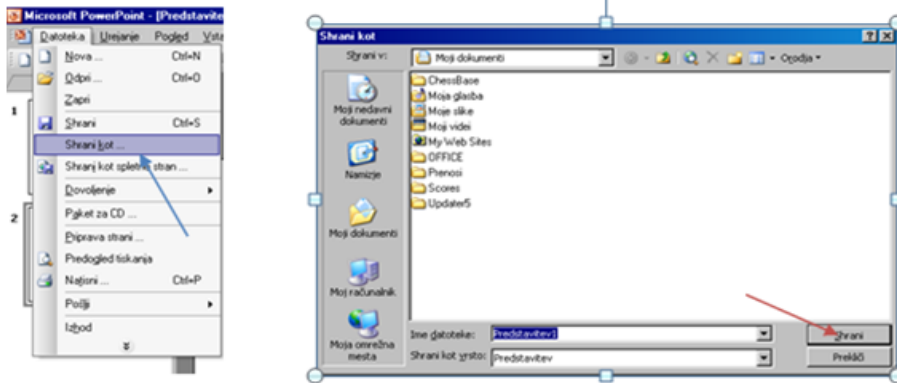 Microsoft PowerPoint - [Predstavite
Datoteka Urejanje Pogled Vsta
Nova ... Ctrl+N
Odpri ... Ctrl+O
Zapri
1
Shrani Ctrl+S
Shrani kot ...
Shrani kot spletno stran ...
Dovoljenje
2
Paket za CD ...
Priprava strani ...
Predogled tiskanja
Natisni ... Ctrl+P
Pošlji
Izhod
Shrani kot
Shrani v: Moji dokumenti Orodja
Moji nedavni dokumenti
Namizje
Moji dokumenti
Moj računalnik
Moja omrežna mesta
ChessBase
Moja glasba
Moje slike
Moji videi
My Web Sites
OFFICE
Prenosi
Scores
Updater5
Ime datoteke: Predstavitev1 Shrani
Shrani kot vrsto: Predstavitev Prekliči